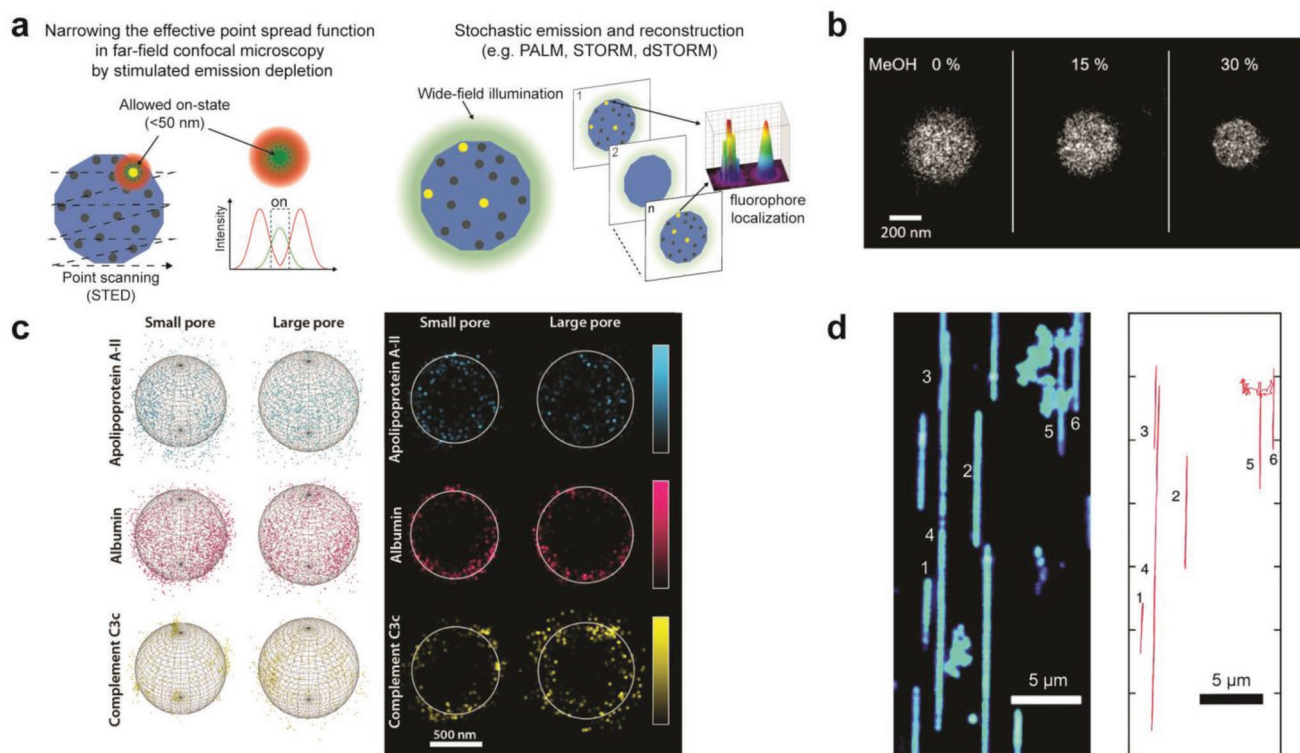 a
Narrowing the effective point spread function
in far-field confocal microscopy
by stimulated emission depletion
Allowed on-state
(<50 nm)
on
Intensity
Point scanning
(STED)
Stochastic emission and reconstruction
(e.g. PALM, STORM, dSTORM)
Wide-field illumination
1
2
n
fluorophore
localization
b
MeOH 0 % 15 % 30 %
200 nm
c
Small pore Large pore
Apolipoprotein A-II
Albumin
Complement C3c
Small pore Large pore
Apolipoprotein A-II
Albumin
Complement C3c
500 nm
d
3
5
6
2
4
1
5 µm
3
5
6
2
4
1
5 µm